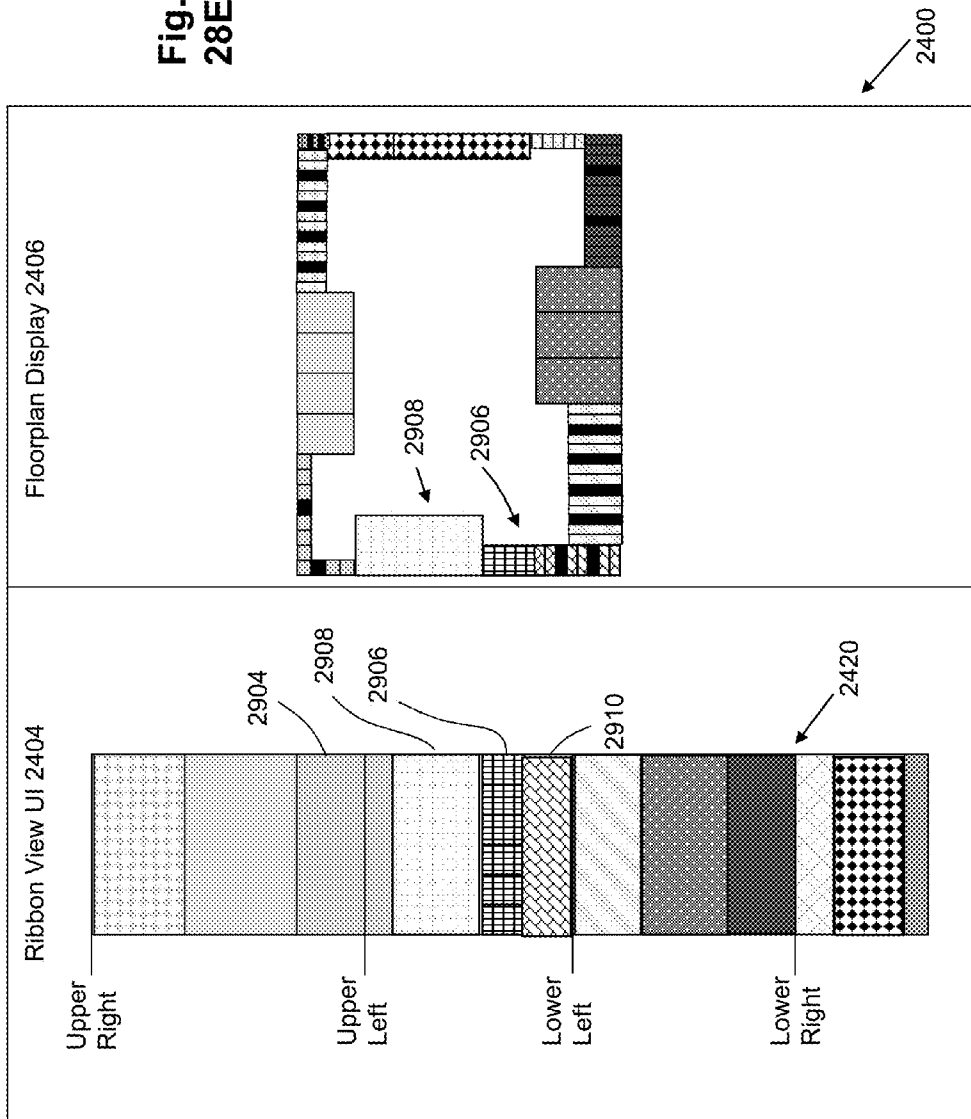 Fig.
28E
Ribbon View UI 2404
Floorplan Display 2406
Upper
Right
Upper
Left
Lower
Left
Lower
Right
2904
2908
2906
2910
2420
2908
2906
2400